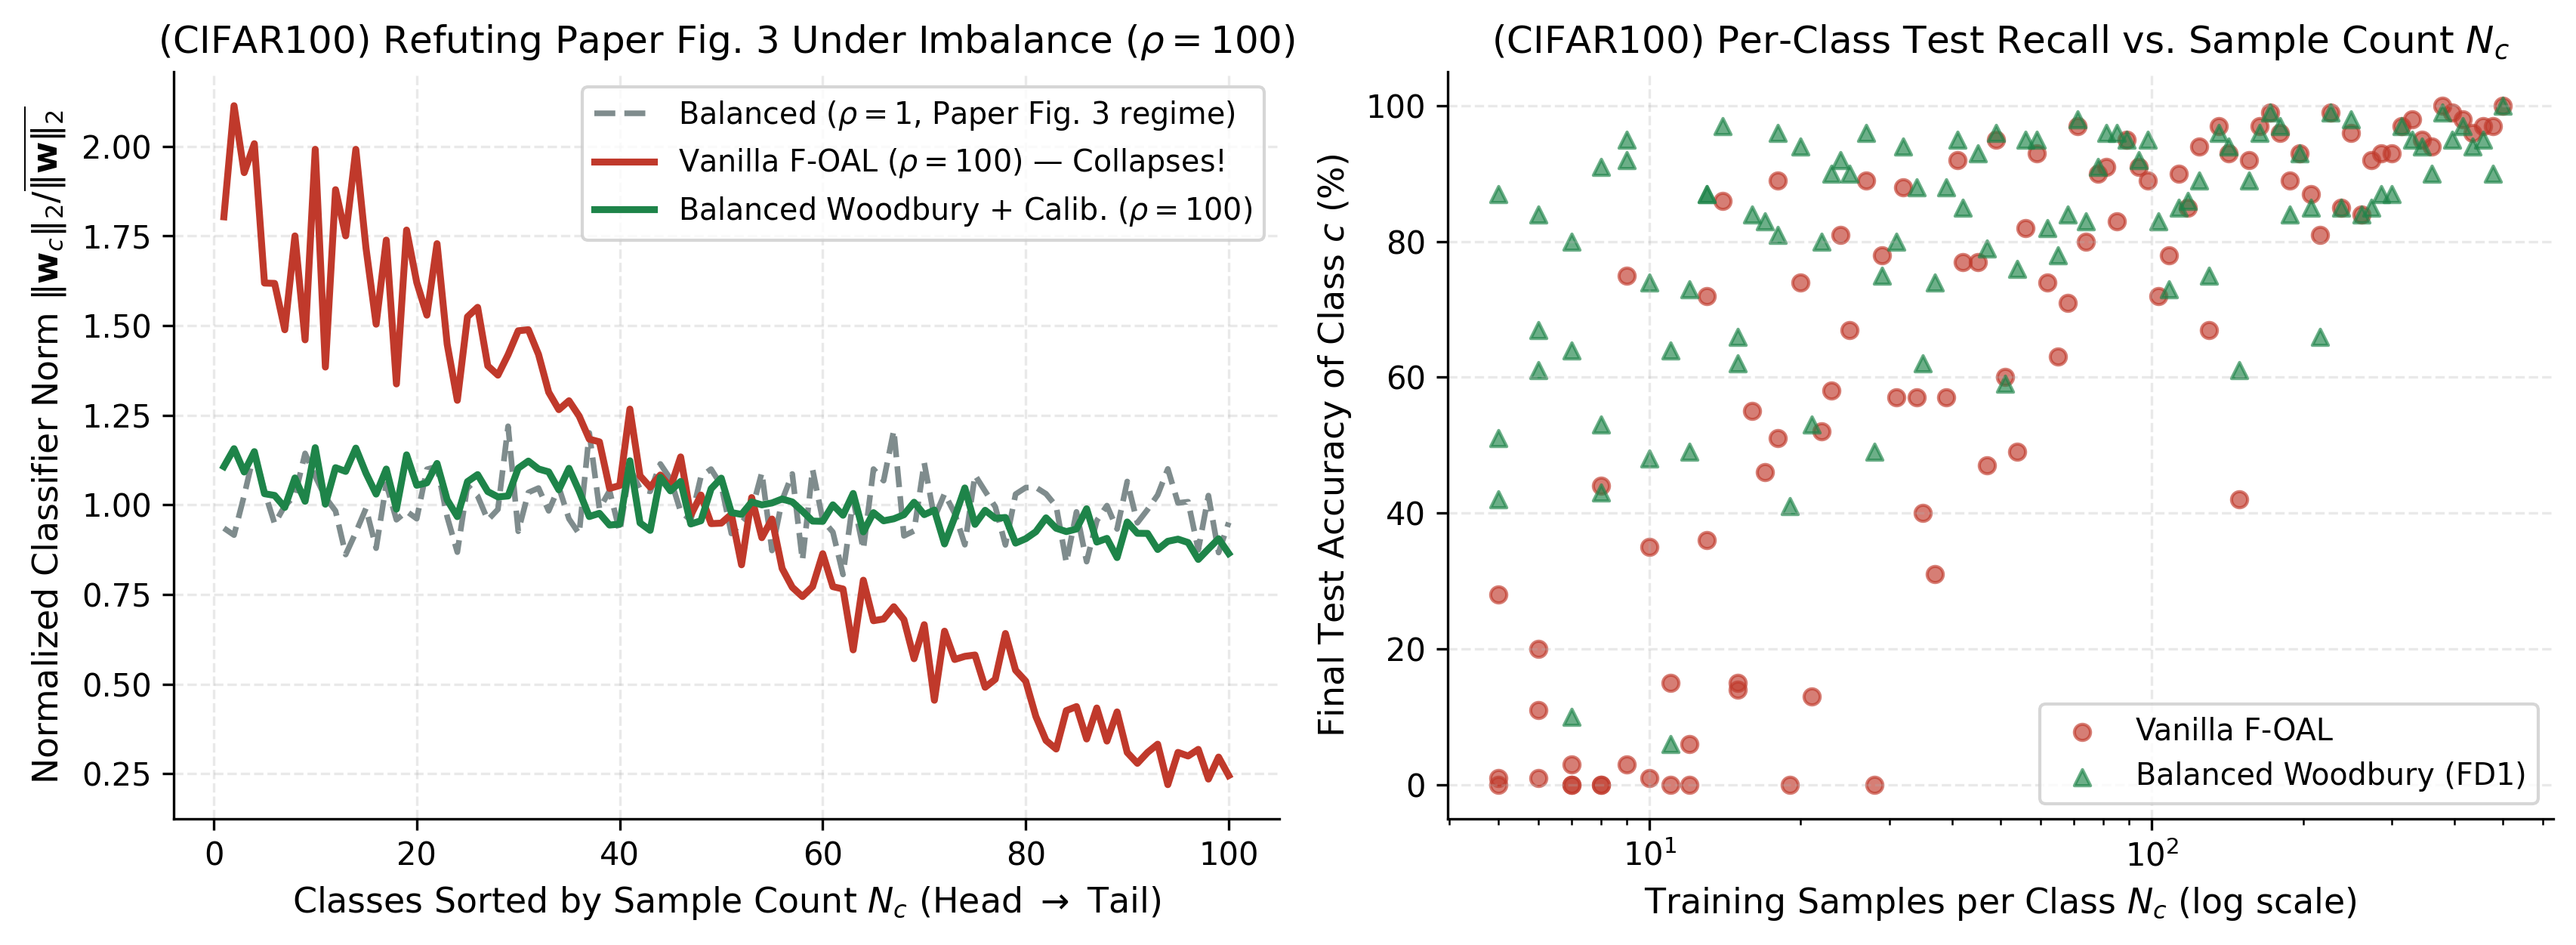 (CIFAR100) Refuting Paper Fig. 3 Under Imbalance (ρ = 100)
Normalized Classifier Norm ‖w_c‖₂/‖w‖₂
2.00
1.75
1.50
1.25
1.00
0.75
0.50
0.25
Balanced (ρ = 1, Paper Fig. 3 regime)
Vanilla F-OAL (ρ = 100) — Collapses!
Balanced Woodbury + Calib. (ρ = 100)
0 20 40 60 80 100
Classes Sorted by Sample Count N_c (Head → Tail)
(CIFAR100) Per-Class Test Recall vs. Sample Count N_c
Final Test Accuracy of Class c (%)
100
80
60
40
20
0
Vanilla F-OAL
Balanced Woodbury (FD1)
10¹ 10²
Training Samples per Class N_c (log scale)